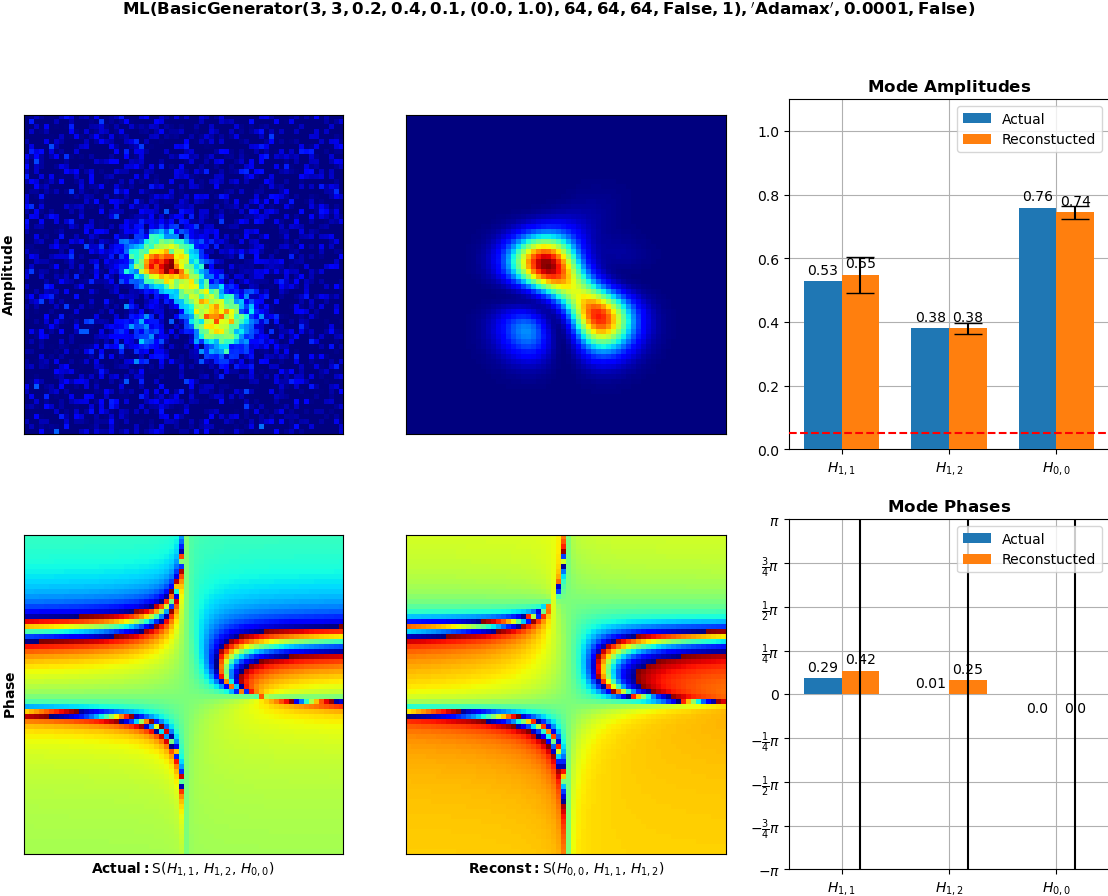 ML(BasicGenerator(3, 3, 0.2, 0.4, 0.1, (0.0, 1.0), 64, 64, 64, False, 1), ′Adamax′, 0.0001, False)
Amplitude
Mode Amplitudes
Actual
Reconstucted
1.0
0.8
0.6
0.4
0.2
0.0
0.53
0.55
0.38
0.38
0.76
0.74
H1,1
H1,2
H0,0
Phase
Actual: S(H1,1, H1,2, H0,0)
Reconst: S(H0,0, H1,1, H1,2)
Mode Phases
Actual
Reconstucted
π
3/4π
1/2π
1/4π
0
−1/4π
−1/2π
−3/4π
−π
0.29
0.42
0.01
0.25
0.0
0.0
H1,1
H1,2
H0,0